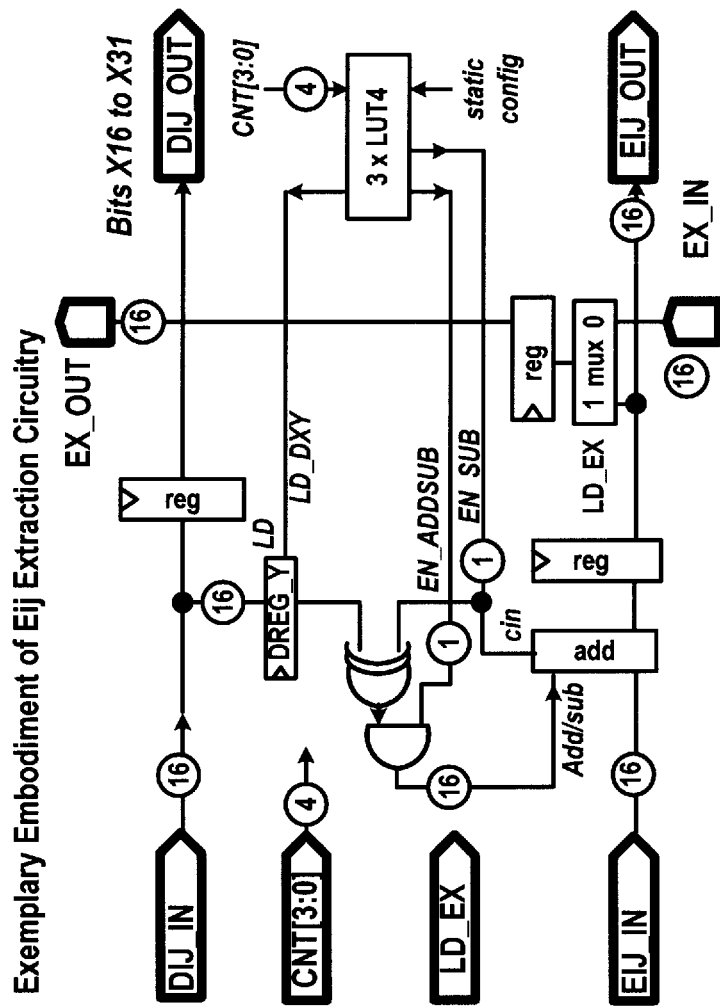 Exemplary Embodiment of Eij Extraction Circuitry
EX_OUT
Bits X16 to X31
DIJ_IN
16
reg
16
DIJ_OUT
16
CNT[3:0]
4
DREG_Y
LD
LD_DXY
CNT[3:0]
4
3 x LUT4
static
config
LD_EX
16
1
EN_ADDSUB
1
EN_SUB
cin
Add/sub
reg
EIJ_IN
16
add
reg
LD_EX
1 mux 0
16
EIJ_OUT
16
EX_IN